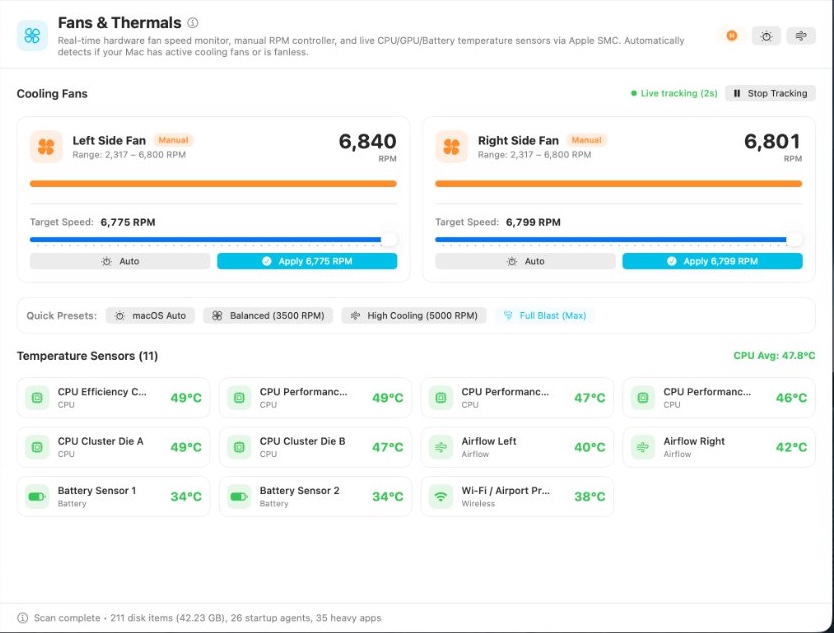 Fans & Thermals
Real-time hardware fan speed monitor, manual RPM controller, and live CPU/GPU/Battery temperature sensors via Apple SMC. Automatically
detects if your Mac has active cooling fans or is fanless.
Cooling Fans
Live tracking (2s)
Stop Tracking
Left Side Fan Manual
Range: 2,317 – 6,800 RPM
6,840
RPM
Target Speed: 6,775 RPM
Auto
Apply 6,775 RPM
Right Side Fan Manual
Range: 2,317 – 6,800 RPM
6,801
RPM
Target Speed: 6,799 RPM
Auto
Apply 6,799 RPM
Quick Presets: macOS Auto Balanced (3500 RPM) High Cooling (5000 RPM) Full Blast (Max)
Temperature Sensors (11)
CPU Avg: 47.8°C
CPU Efficiency C...
CPU
49°C
CPU Performanc...
CPU
49°C
CPU Performanc...
CPU
47°C
CPU Performanc...
CPU
46°C
CPU Cluster Die A
CPU
49°C
CPU Cluster Die B
CPU
47°C
Airflow Left
Airflow
40°C
Airflow Right
Airflow
42°C
Battery Sensor 1
Battery
34°C
Battery Sensor 2
Battery
34°C
Wi-Fi / Airport Pr...
Wireless
38°C
Scan complete • 211 disk items (42.23 GB), 26 startup agents, 35 heavy apps